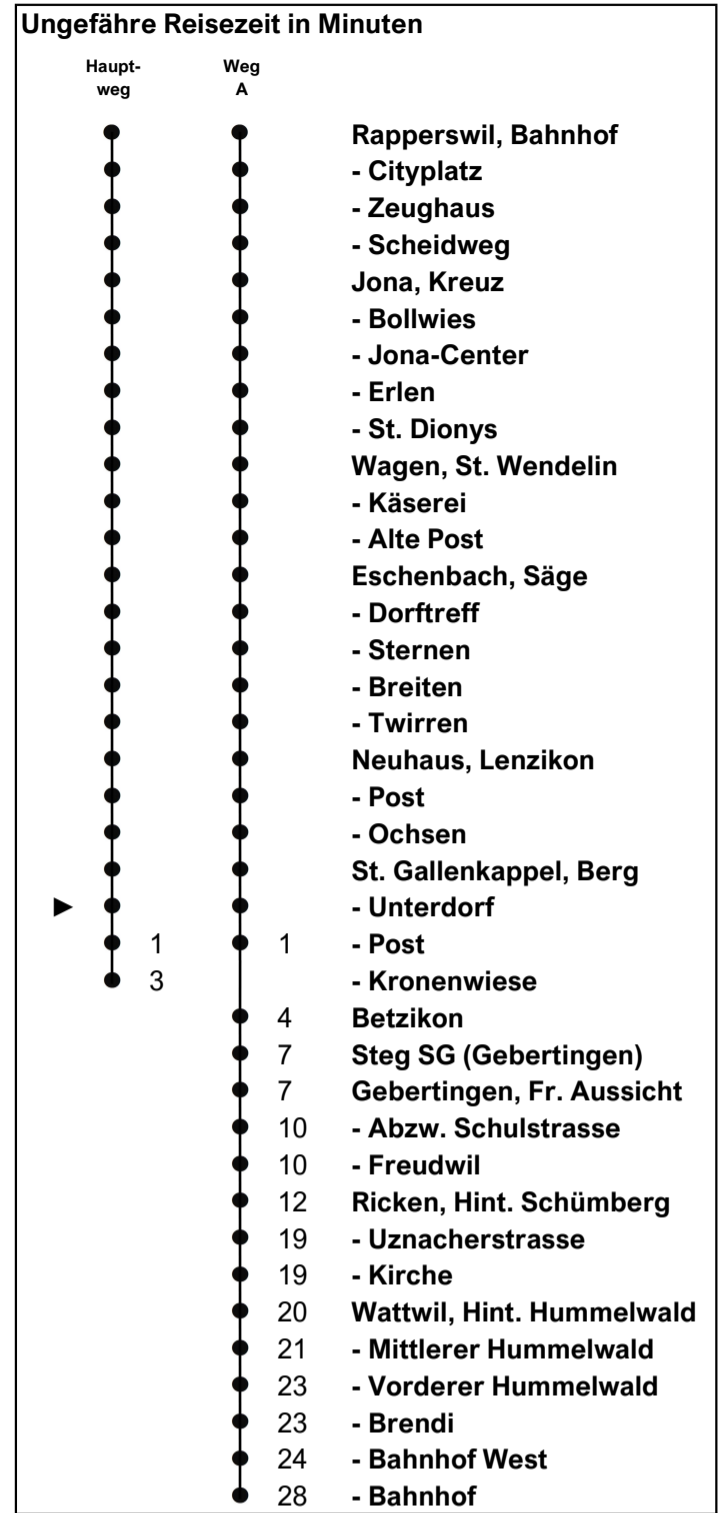 Ungefähre Reisezeit in Minuten
Haupt- Weg
weg A
Rapperswil, Bahnhof
- Cityplatz
- Zeughaus
- Scheidweg
Jona, Kreuz
- Bollwies
- Jona-Center
- Erlen
- St. Dionys
Wagen, St. Wendelin
- Käserei
- Alte Post
Eschenbach, Säge
- Dorftreff
- Sternen
- Breiten
- Twirren
Neuhaus, Lenzikon
- Post
- Ochsen
St. Gallenkappel, Berg
- Unterdorf
1 1 - Post
3 - Kronenwiese
4 Betzikon
7 Steg SG (Gebertingen)
7 Gebertingen, Fr. Aussicht
10 - Abzw. Schulstrasse
10 - Freudwil
12 Ricken, Hint. Schümberg
19 - Uznacherstrasse
19 - Kirche
20 Wattwil, Hint. Hummelwald
21 - Mittlerer Hummelwald
23 - Vorderer Hummelwald
23 - Brendi
24 - Bahnhof West
28 - Bahnhof